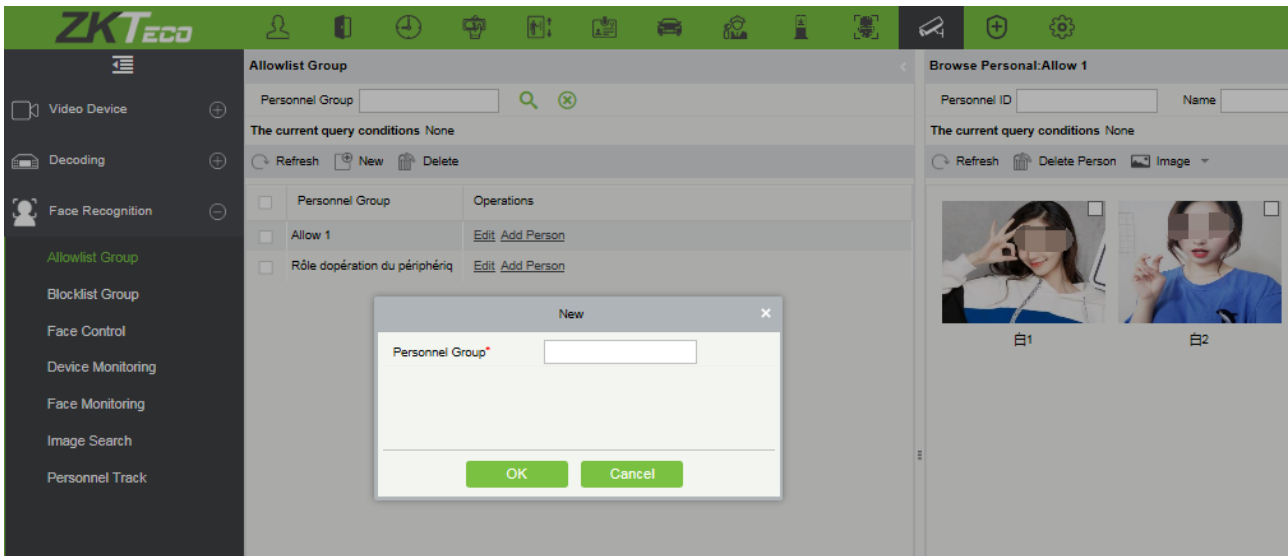 ZKTECO
Video Device
Decoding
Face Recognition
Allowlist Group
Blocklist Group
Face Control
Device Monitoring
Face Monitoring
Image Search
Personnel Track
Allowlist Group
Personnel Group
The current query conditions None
Refresh New Delete
Personnel Group Operations
Allow 1 Edit Add Person
Rôle dopération du périphériq Edit Add Person
New
Personnel Group*
OK Cancel
Browse Personal:Allow 1
Personnel ID Name
The current query conditions None
Refresh Delete Person Image
白1 白2